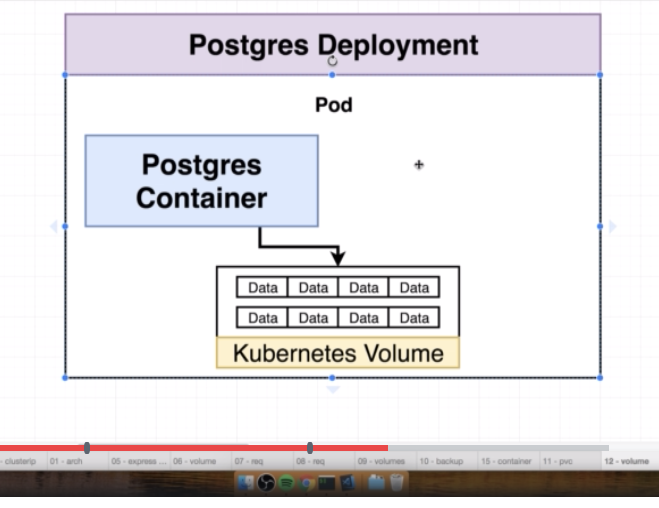 Postgres Deployment
Pod
Postgres
Container
Data Data Data Data
Data Data Data Data
Kubernetes Volume
- clusterip 01 - arch 05 - express ... 06 - volume 07 - req 08 - req 09 - volumes 10 - backup 15 - container 11 - pvc 12 - volume